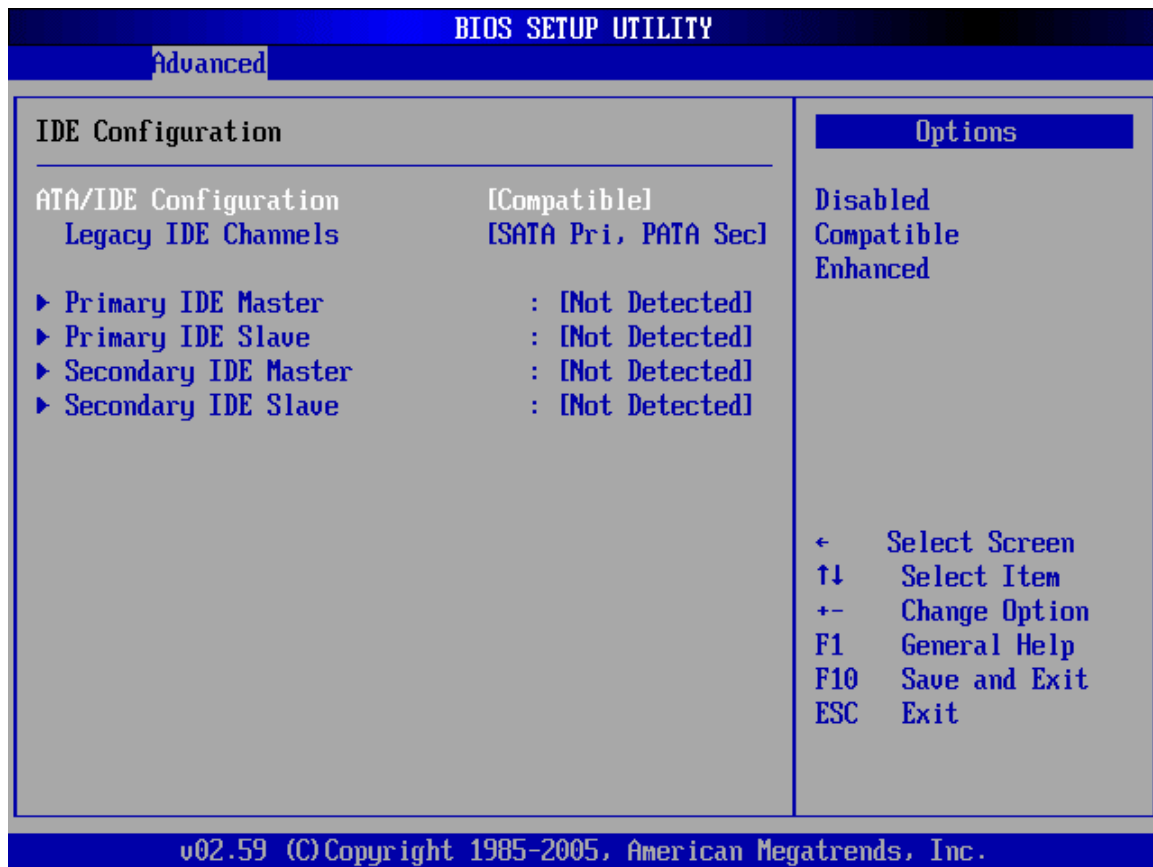 BIOS SETUP UTILITY
Advanced
IDE Configuration
ATA/IDE Configuration [Compatible]
Legacy IDE Channels [SATA Pri, PATA Sec]
Primary IDE Master : [Not Detected]
Primary IDE Slave : [Not Detected]
Secondary IDE Master : [Not Detected]
Secondary IDE Slave : [Not Detected]
Options
Disabled
Compatible
Enhanced
← Select Screen
↑↓ Select Item
+- Change Option
F1 General Help
F10 Save and Exit
ESC Exit
v02.59 (C)Copyright 1985-2005, American Megatrends, Inc.